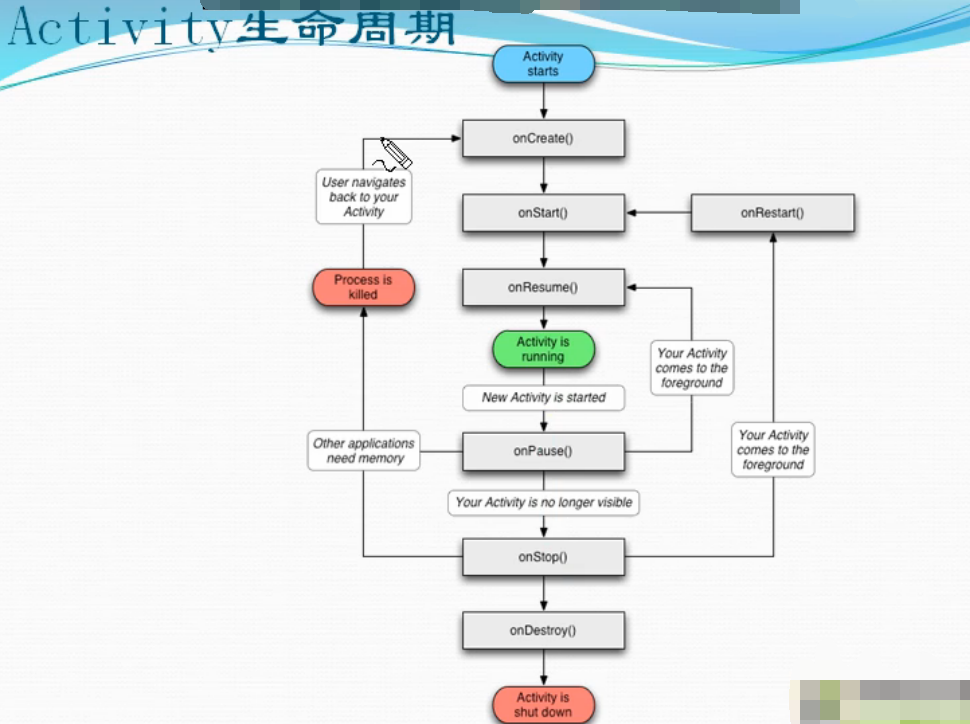 Activity生命周期
Activity
starts
onCreate()
User navigates
back to your
Activity
onStart()
onRestart()
Process is
killed
onResume()
Activity is
running
Your Activity
comes to the
foreground
New Activity is started
Other applications
need memory
onPause()
Your Activity
comes to the
foreground
Your Activity is no longer visible
onStop()
onDestroy()
Activity is
shut down